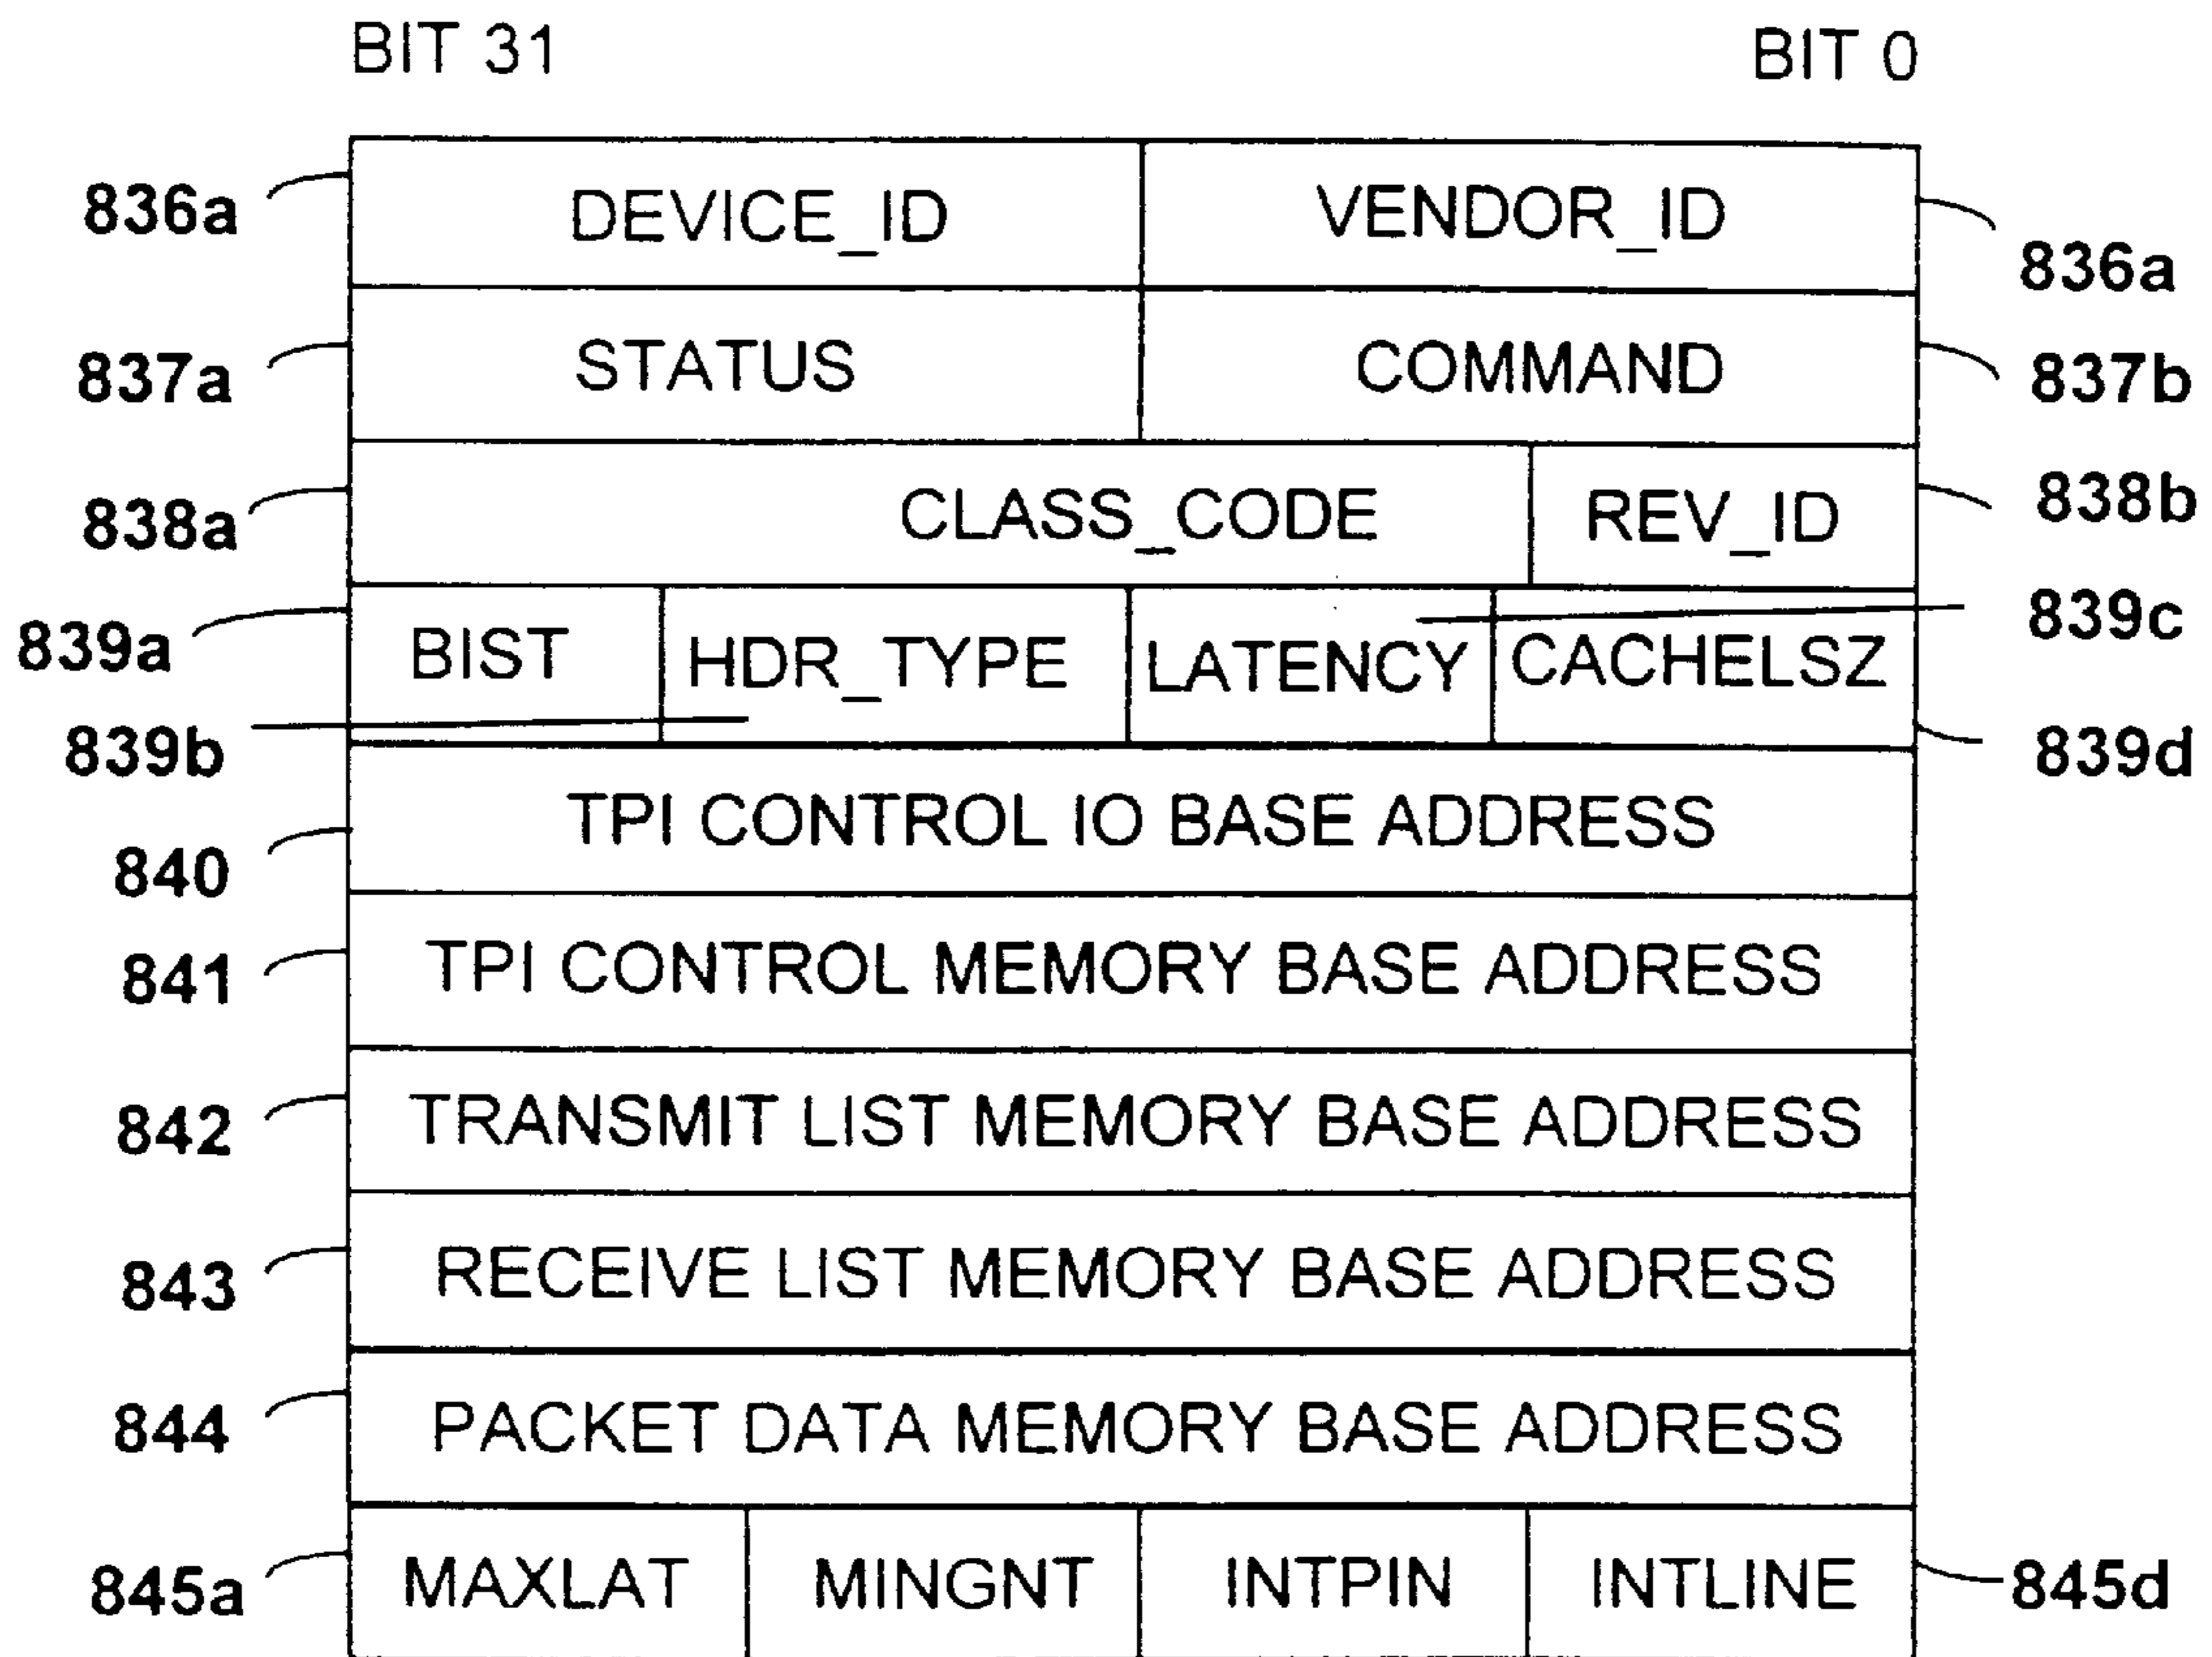 BIT 31 BIT 0
836a DEVICE_ID VENDOR_ID 836a
837a STATUS COMMAND 837b
838a CLASS_CODE REV_ID 838b
839a BIST HDR_TYPE LATENCY CACHELSZ 839c
839b 839d
840 TPI CONTROL IO BASE ADDRESS
841 TPI CONTROL MEMORY BASE ADDRESS
842 TRANSMIT LIST MEMORY BASE ADDRESS
843 RECEIVE LIST MEMORY BASE ADDRESS
844 PACKET DATA MEMORY BASE ADDRESS
845a MAXLAT MINGNT INTPIN INTLINE 845d